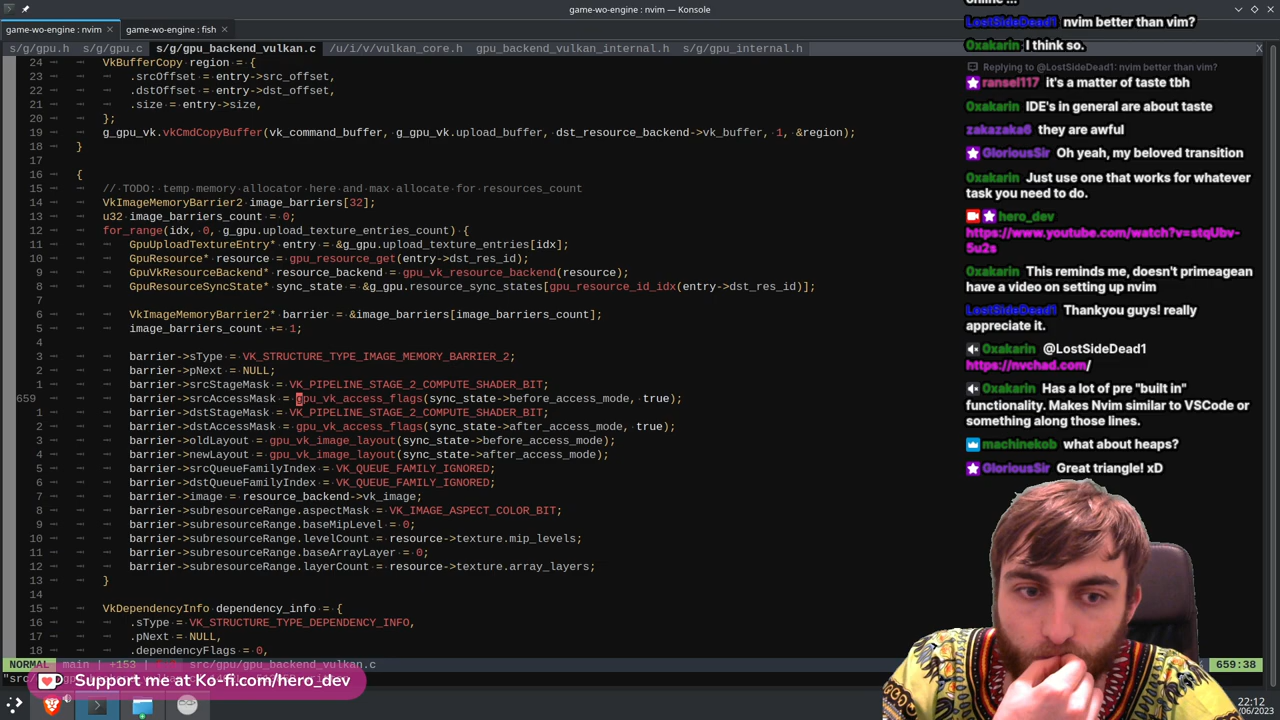 game-wo-engine : nvim — Konsole
game-wo-engine : nvim
game-wo-engine : fish
s/g/gpu.h s/g/gpu.c s/g/gpu_backend_vulkan.c /u/i/v/vulkan_core.h gpu_backend_vulkan_internal.h s/g/gpu_internal.h X
24 VkBufferCopy region = {
23 .srcOffset = entry->src_offset,
22 .dstOffset = entry->dst_offset,
21 .size = entry->size,
20 };
19 g_gpu_vk.vkCmdCopyBuffer(vk_command_buffer, g_gpu_vk.upload_buffer, dst_resource_backend->vk_buffer, 1, &region);
18 }
17
16 {
15 // TODO: temp memory allocator here and max allocate for resources_count
14 VkImageMemoryBarrier2 image_barriers[32];
13 u32 image_barriers_count = 0;
12 for_range(idx, 0, g_gpu.upload_texture_entries_count) {
11 GpuUploadTextureEntry* entry = &g_gpu.upload_texture_entries[idx];
10 GpuResource* resource = gpu_resource_get(entry->dst_res_id);
9 GpuVkResourceBackend* resource_backend = gpu_vk_resource_backend(resource);
8 GpuResourceSyncState* sync_state = &g_gpu.resource_sync_states[gpu_resource_id_idx(entry->dst_res_id)];
7
6 VkImageMemoryBarrier2* barrier = &image_barriers[image_barriers_count];
5 image_barriers_count += 1;
4
3 barrier->sType = VK_STRUCTURE_TYPE_IMAGE_MEMORY_BARRIER_2;
2 barrier->pNext = NULL;
1 barrier->srcStageMask = VK_PIPELINE_STAGE_2_COMPUTE_SHADER_BIT;
659 barrier->srcAccessMask = gpu_vk_access_flags(sync_state->before_access_mode, true);
1 barrier->dstStageMask = VK_PIPELINE_STAGE_2_COMPUTE_SHADER_BIT;
2 barrier->dstAccessMask = gpu_vk_access_flags(sync_state->after_access_mode, true);
3 barrier->oldLayout = gpu_vk_image_layout(sync_state->before_access_mode);
4 barrier->newLayout = gpu_vk_image_layout(sync_state->after_access_mode);
5 barrier->srcQueueFamilyIndex = VK_QUEUE_FAMILY_IGNORED;
6 barrier->dstQueueFamilyIndex = VK_QUEUE_FAMILY_IGNORED;
7 barrier->image = resource_backend->vk_image;
8 barrier->subresourceRange.aspectMask = VK_IMAGE_ASPECT_COLOR_BIT;
9 barrier->subresourceRange.baseMipLevel = 0;
10 barrier->subresourceRange.levelCount = resource->texture.mip_levels;
11 barrier->subresourceRange.baseArrayLayer = 0;
12 barrier->subresourceRange.layerCount = resource->texture.array_layers;
13 }
14
15 VkDependencyInfo dependency_info = {
16 .sType = VK_STRUCTURE_TYPE_DEPENDENCY_INFO,
17 .pNext = NULL,
18 .dependencyFlags = 0,
NORMAL main | +153 | src/gpu/gpu_backend_vulkan.c 659:38
Support me at Ko-fi.com/hero_dev
22:12
/06/2023
LostSideDead1 nvim better than vim?
0xakarin I think so.
Replying to @LostSideDead1: nvim better than vim?
ransel117 it's a matter of taste tbh
0xakarin IDE's in general are about taste
zakazaka6 they are awful
GloriousSir Oh yeah, my beloved transition
0xakarin Just use one that works for whatever
task you need to do.
hero_dev
https://www.youtube.com/watch?v=stqUbv-
5u2s
0xakarin This reminds me, doesn't primeagean
have a video on setting up nvim
LostSideDead1 Thankyou guys! really
appreciate it.
0xakarin @LostSideDead1
https://nvchad.com/
0xakarin Has a lot of pre "built in"
functionality. Makes Nvim similar to VSCode or
something along those lines.
machinekob what about heaps?
GloriousSir Great triangle! xD